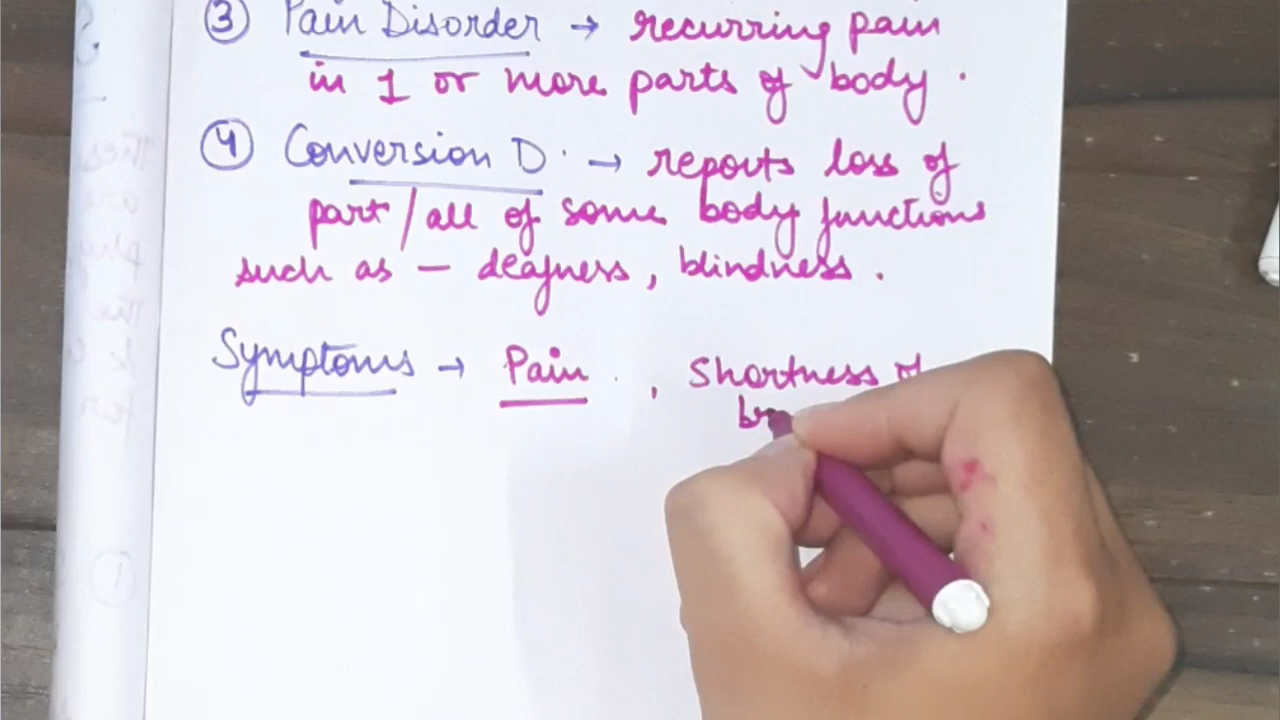 ③ Pain Disorder → recurring pain
in 1 or more parts of body .
④ Conversion D. → reports loss of
part/all of some body functions
such as – deafness, blindness .
Symptoms → Pain . , Shortness of
br